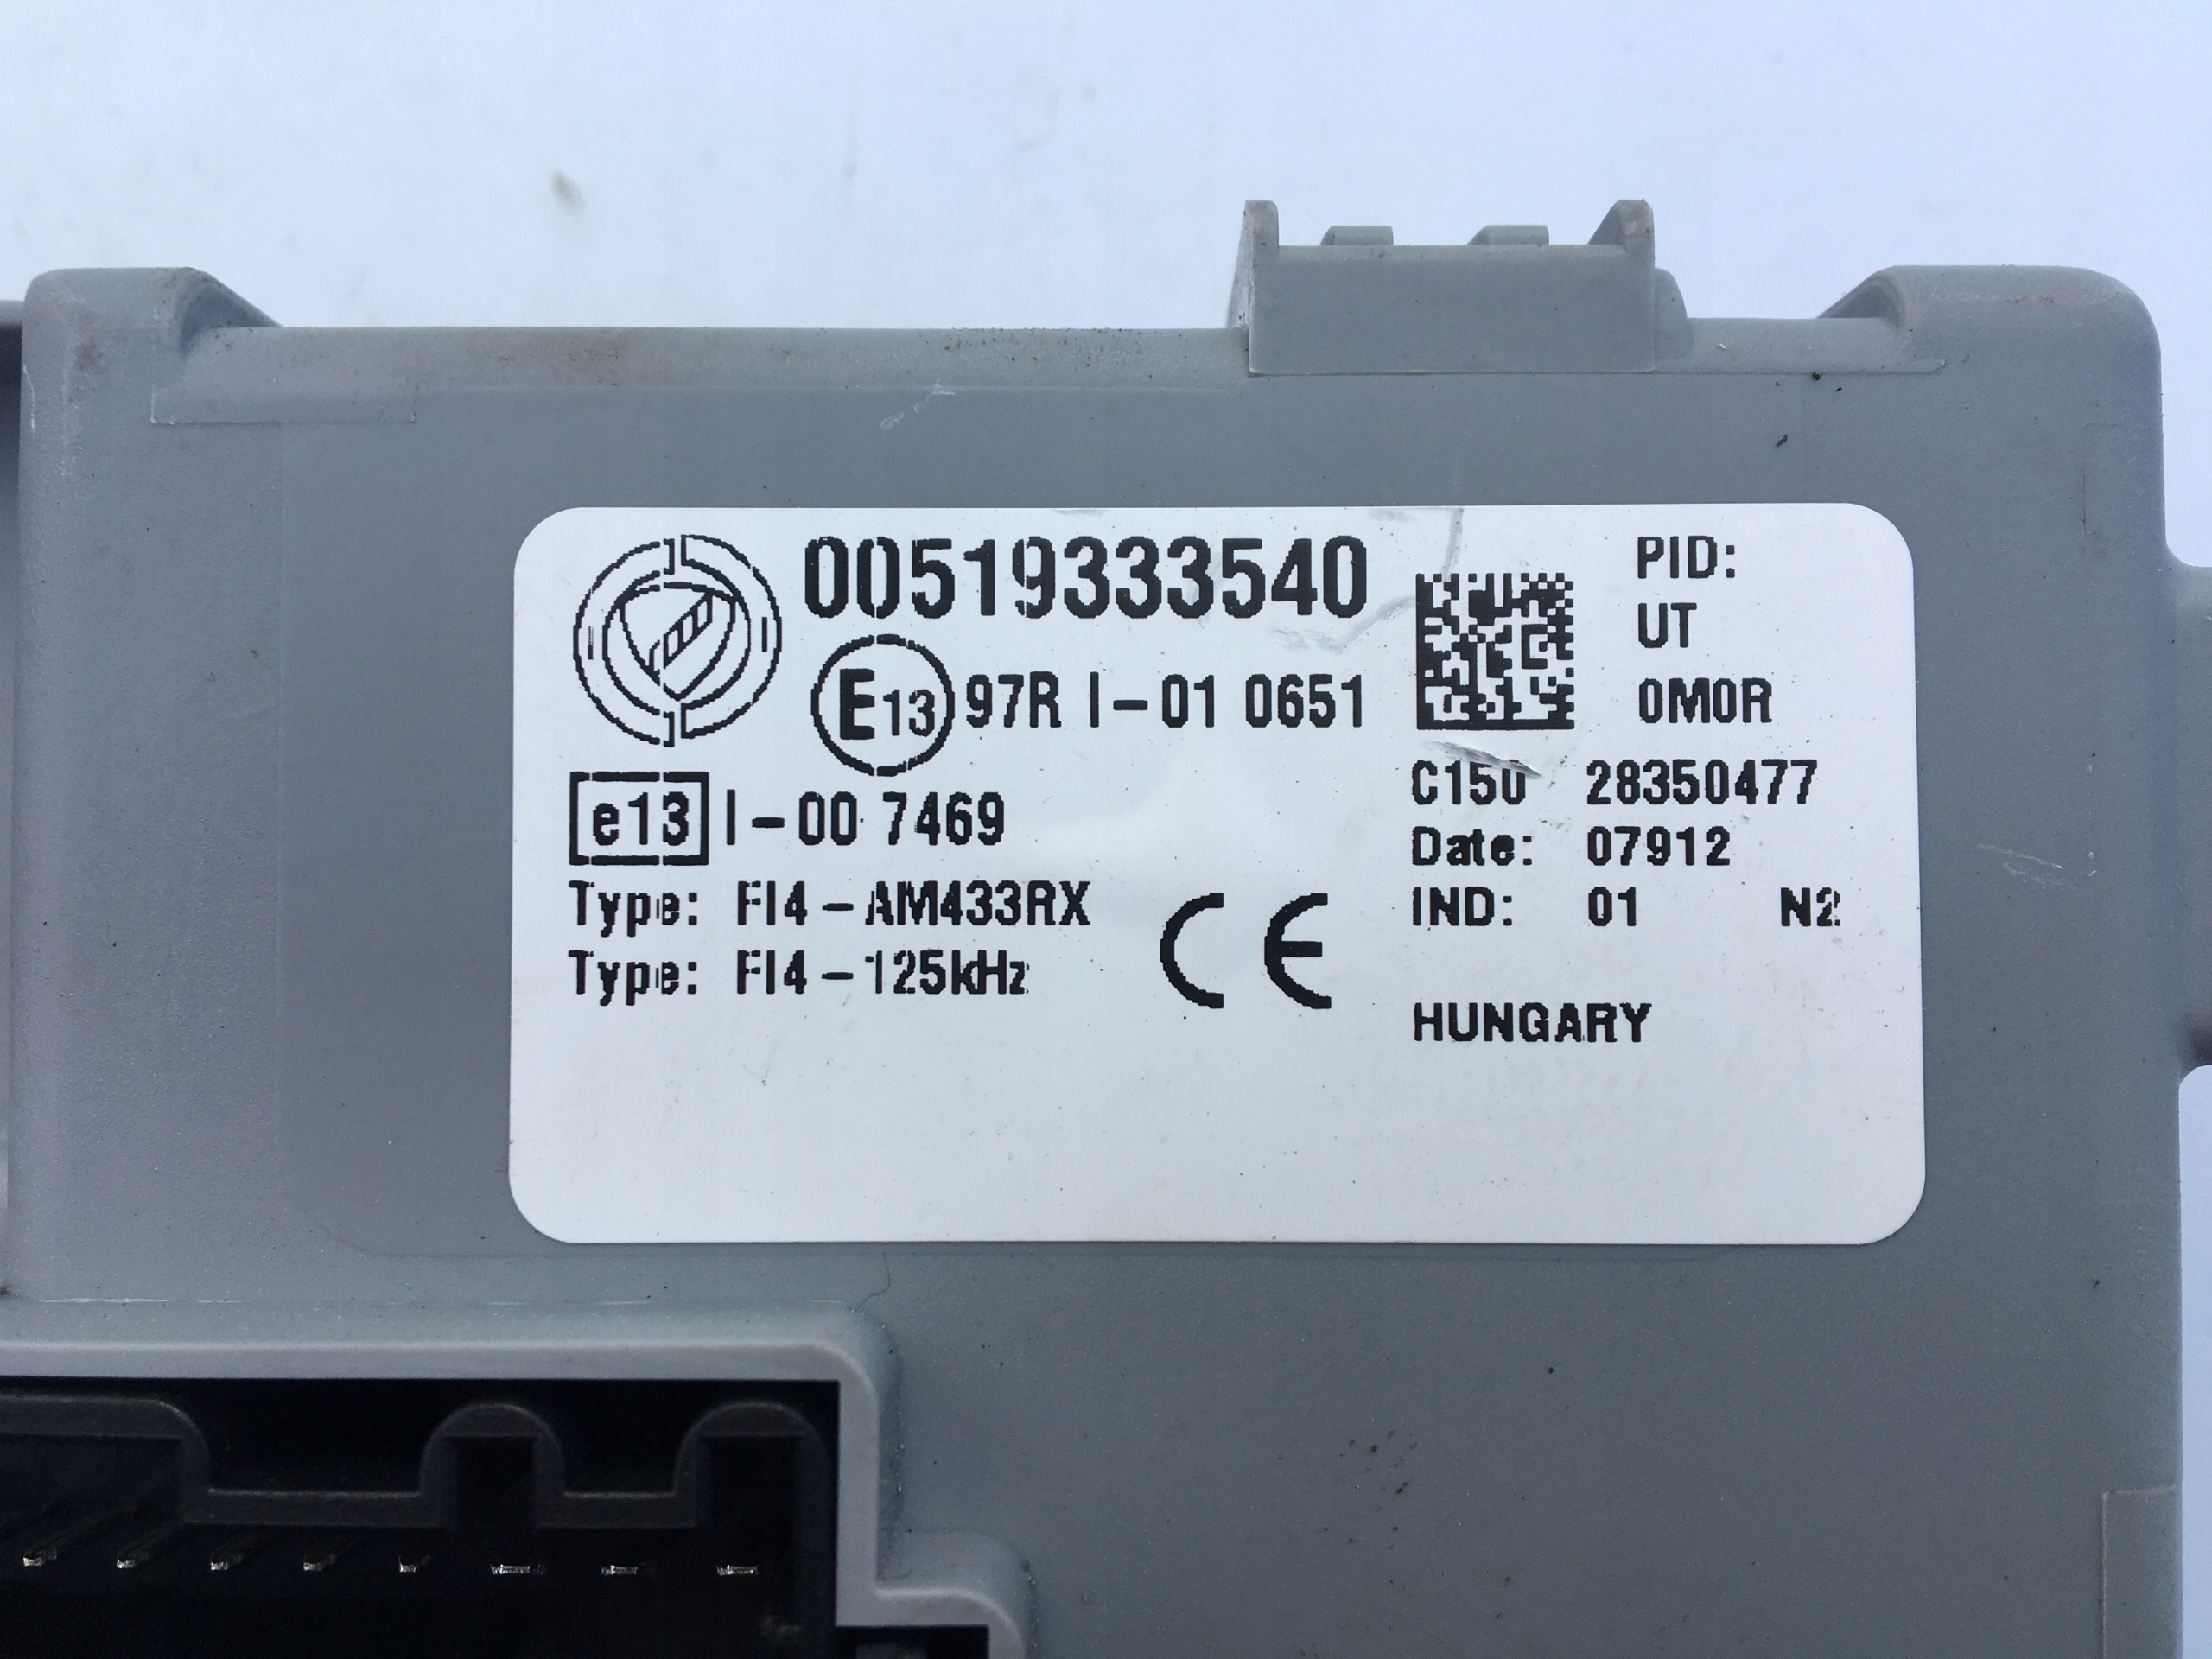 00519333540
E13 97R I-01 0651
e13 I-00 7469
Type: FI4-AM433RX
Type: FI4-125kHz
CE
PID:
UT
0M0R
C150 28350477
Date: 07912
IND: 01 N2
HUNGARY